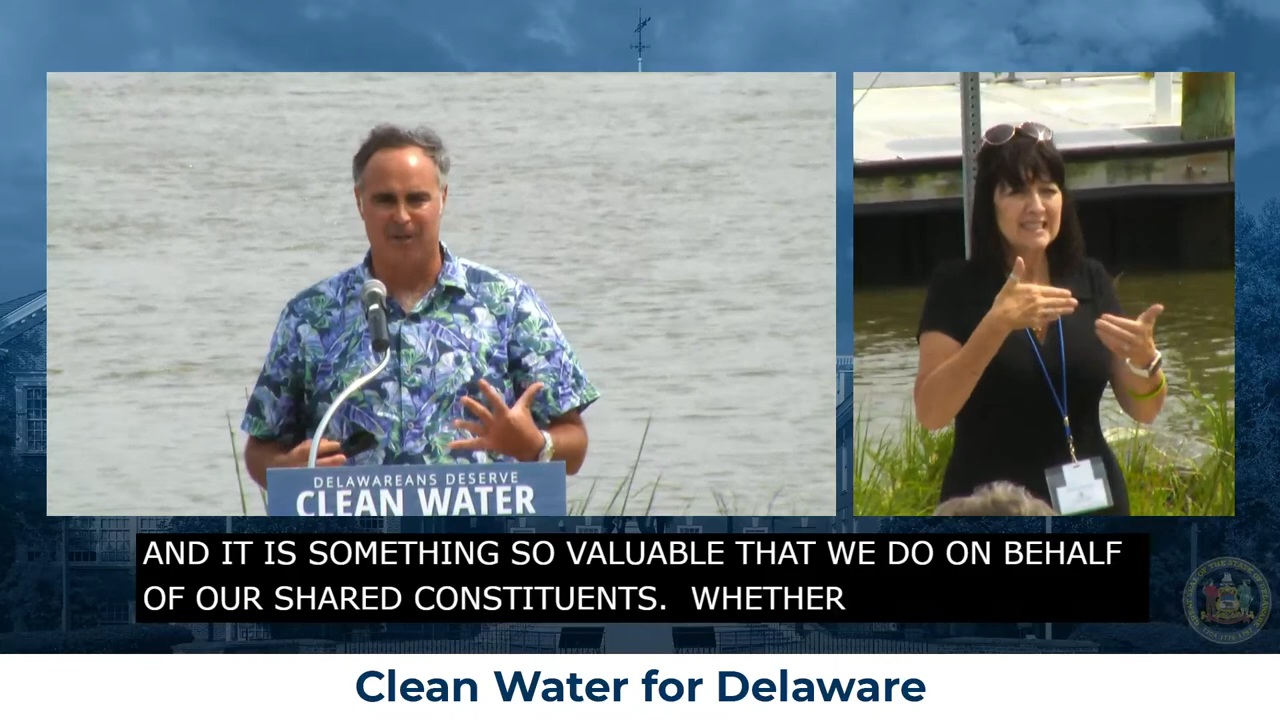 DELAWAREANS DESERVE
CLEAN WATER
AND IT IS SOMETHING SO VALUABLE THAT WE DO ON BEHALF
OF OUR SHARED CONSTITUENTS.  WHETHER
Clean Water for Delaware